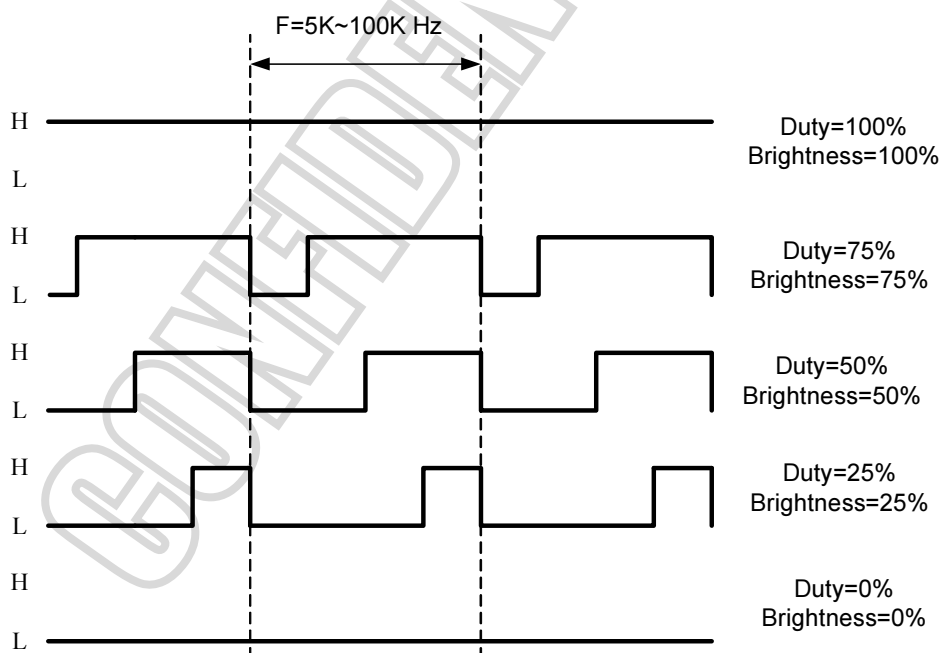 F=5K~100K Hz
H
L
Duty=100%
Brightness=100%
H
L
Duty=75%
Brightness=75%
H
L
Duty=50%
Brightness=50%
H
L
Duty=25%
Brightness=25%
H
L
Duty=0%
Brightness=0%
CONFIDEN